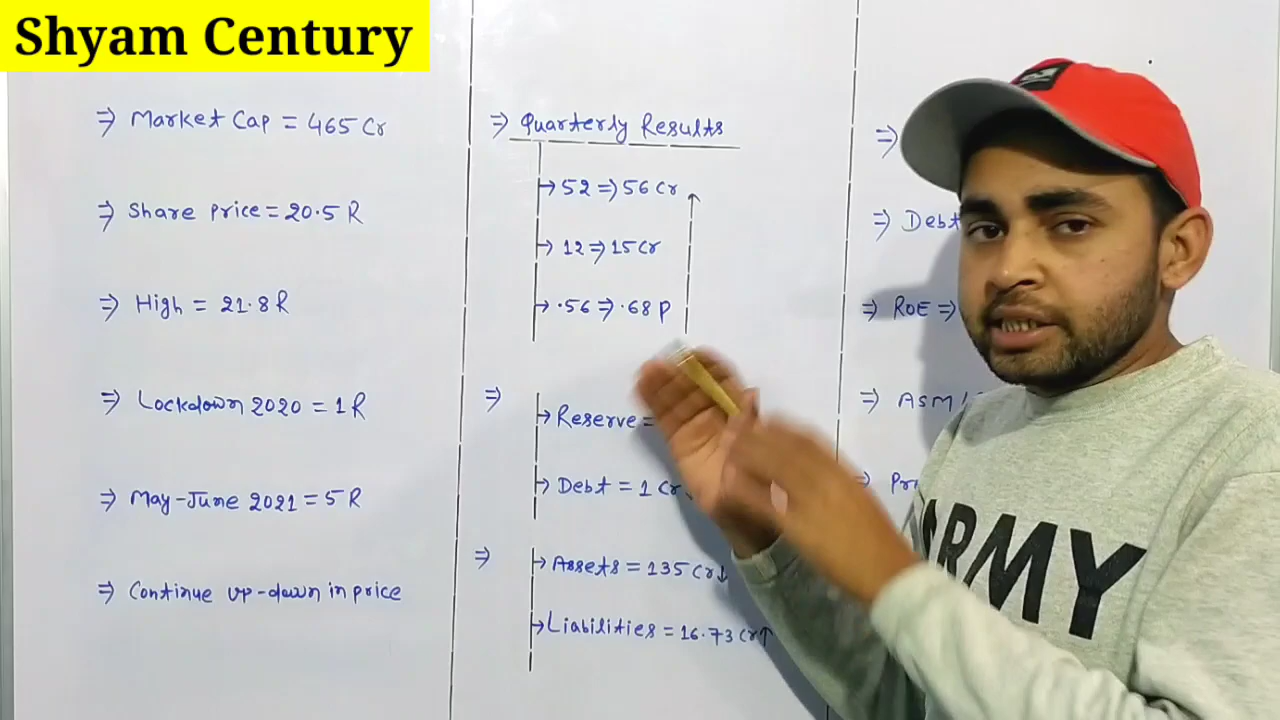 Shyam Century
⇒ Market Cap = 465 Cr
⇒ Share price = 20.5 R
⇒ High = 21.8 R
⇒ Lockdown 2020 = 1 R
⇒ May-June 2021 = 5 R
⇒ Continue up-down in price
⇒ Quarterly Results
→ 52 ⇒ 56 Cr
→ 12 ⇒ 15 Cr
→ .56 ⇒ .68 P
⇒
→ Reserve =
→ Debt = 1 Cr
⇒
→ Assets = 135 Cr↓
→ Liabilities = 16.73 Cr↑
⇒
⇒ Debt
⇒ ROE ⇒
⇒ ASM /
⇒
ARMY